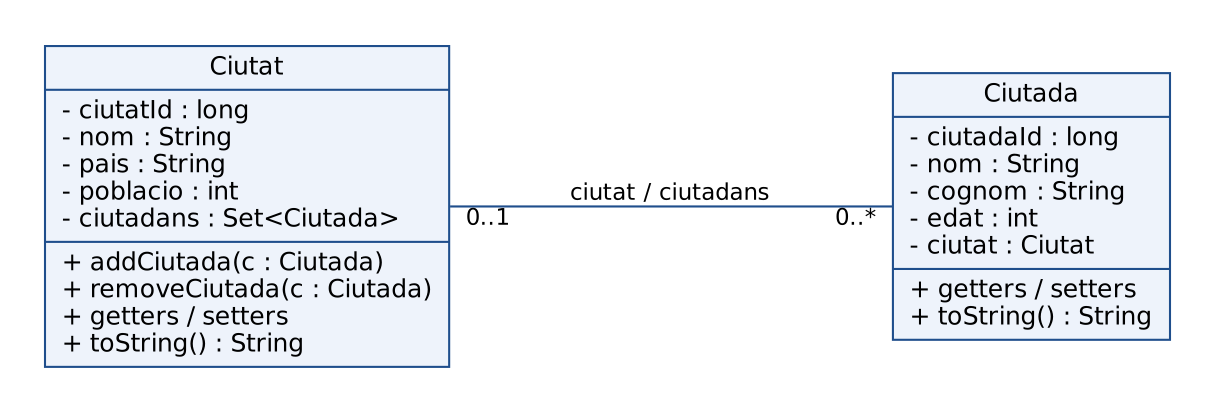 Ciutat
- ciutatId : long
- nom : String
- pais : String
- poblacio : int
- ciutadans : Set<Ciutada>
+ addCiutada(c : Ciutada)
+ removeCiutada(c : Ciutada)
+ getters / setters
+ toString() : String
ciutat / ciutadans
0..1
0..*
Ciutada
- ciutadaId : long
- nom : String
- cognom : String
- edat : int
- ciutat : Ciutat
+ getters / setters
+ toString() : String